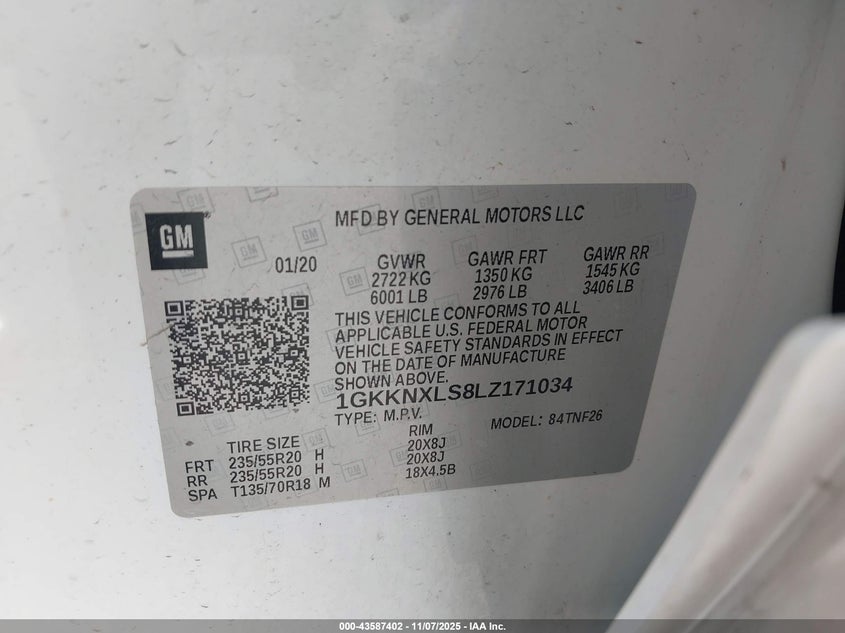 GM
MFD BY GENERAL MOTORS LLC
01/20
GVWR GAWR FRT GAWR RR
2722 KG 1350 KG 1545 KG
6001 LB 2976 LB 3406 LB
THIS VEHICLE CONFORMS TO ALL
APPLICABLE U.S. FEDERAL MOTOR
VEHICLE SAFETY STANDARDS IN EFFECT
ON THE DATE OF MANUFACTURE
SHOWN ABOVE.
1GKKNXLS8LZ171034
TYPE: M.P.V. MODEL: 84TNF26
TIRE SIZE RIM
FRT 235/55R20 H 20X8J
RR 235/55R20 H 20X8J
SPA T135/70R18 M 18X4.5B
000-43587402 - 11/07/2025 - IAA Inc.